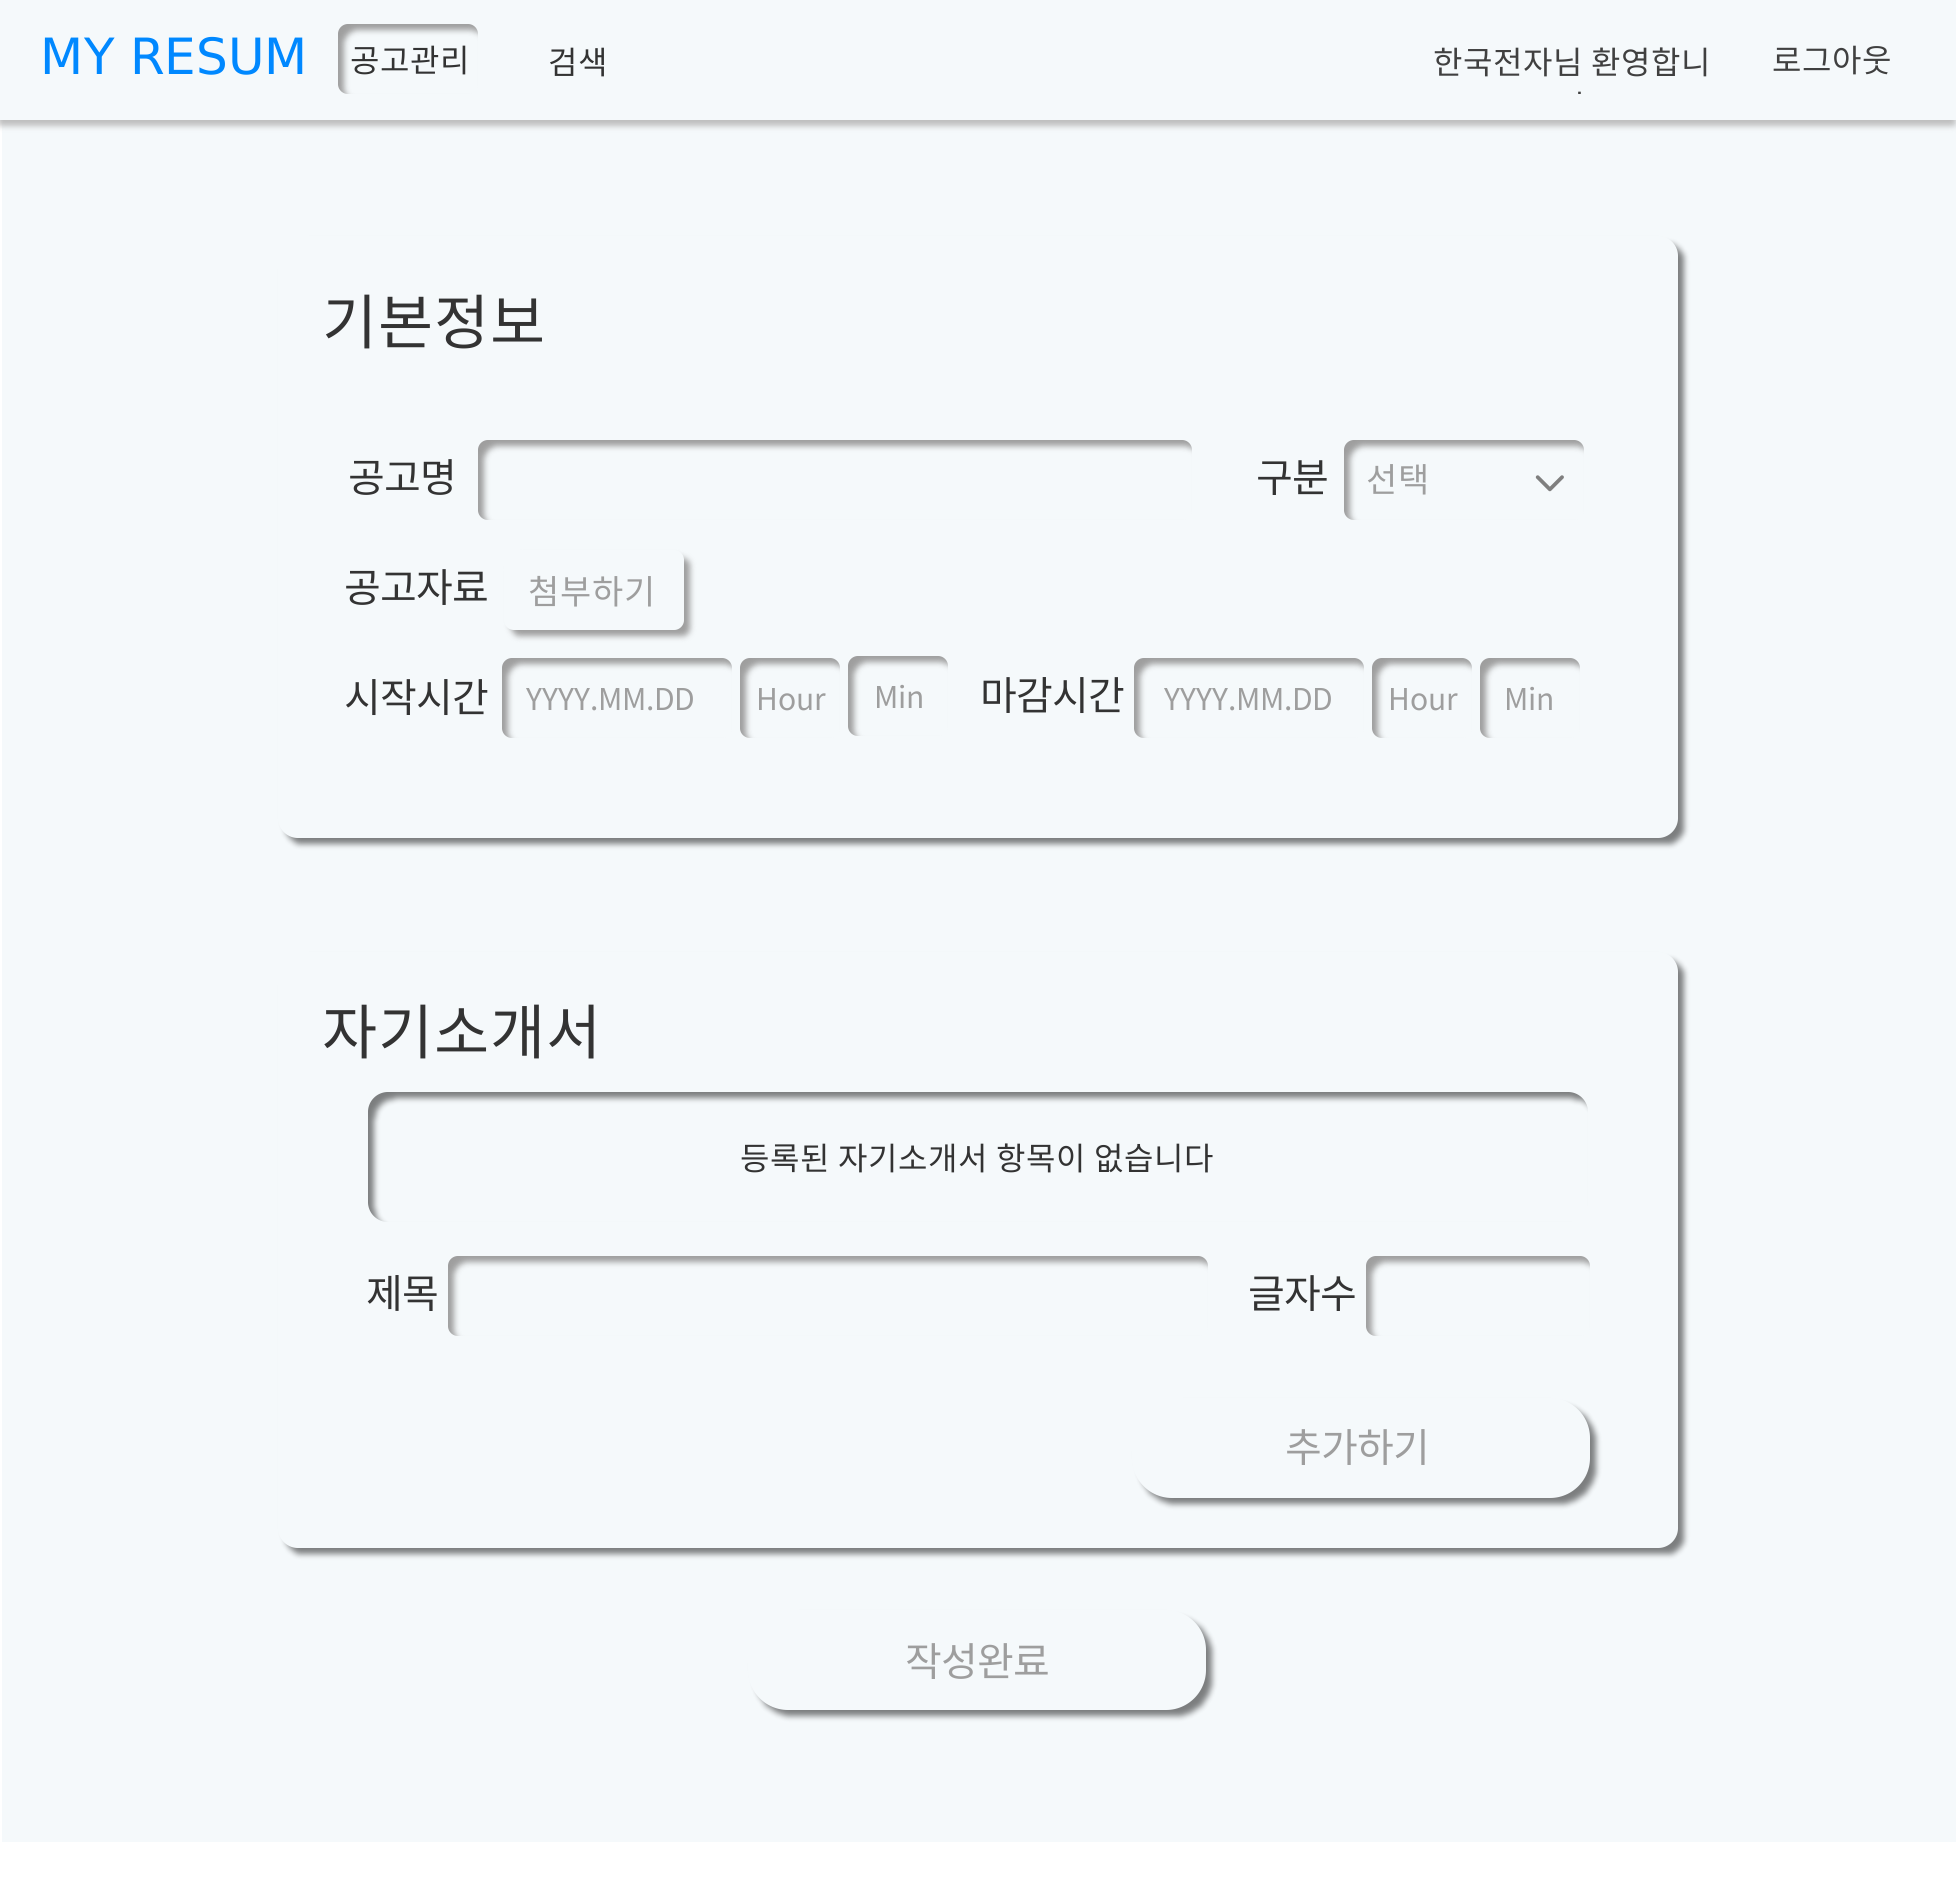 MY RESUM 공고관리 검색 한국전자님 환영합니 로그아웃
기본정보
공고명 구분 선택
공고자료 첨부하기
시작시간 YYYY.MM.DD Hour Min 마감시간 YYYY.MM.DD Hour Min
자기소개서
등록된 자기소개서 항목이 없습니다
제목 글자수
추가하기
작성완료